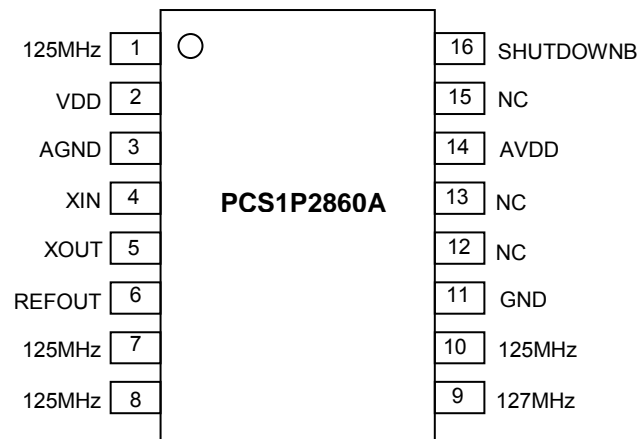 125MHz 1 16 SHUTDOWNB
VDD 2 15 NC
AGND 3 14 AVDD
XIN 4 PCS1P2860A 13 NC
XOUT 5 12 NC
REFOUT 6 11 GND
125MHz 7 10 125MHz
125MHz 8 9 127MHz